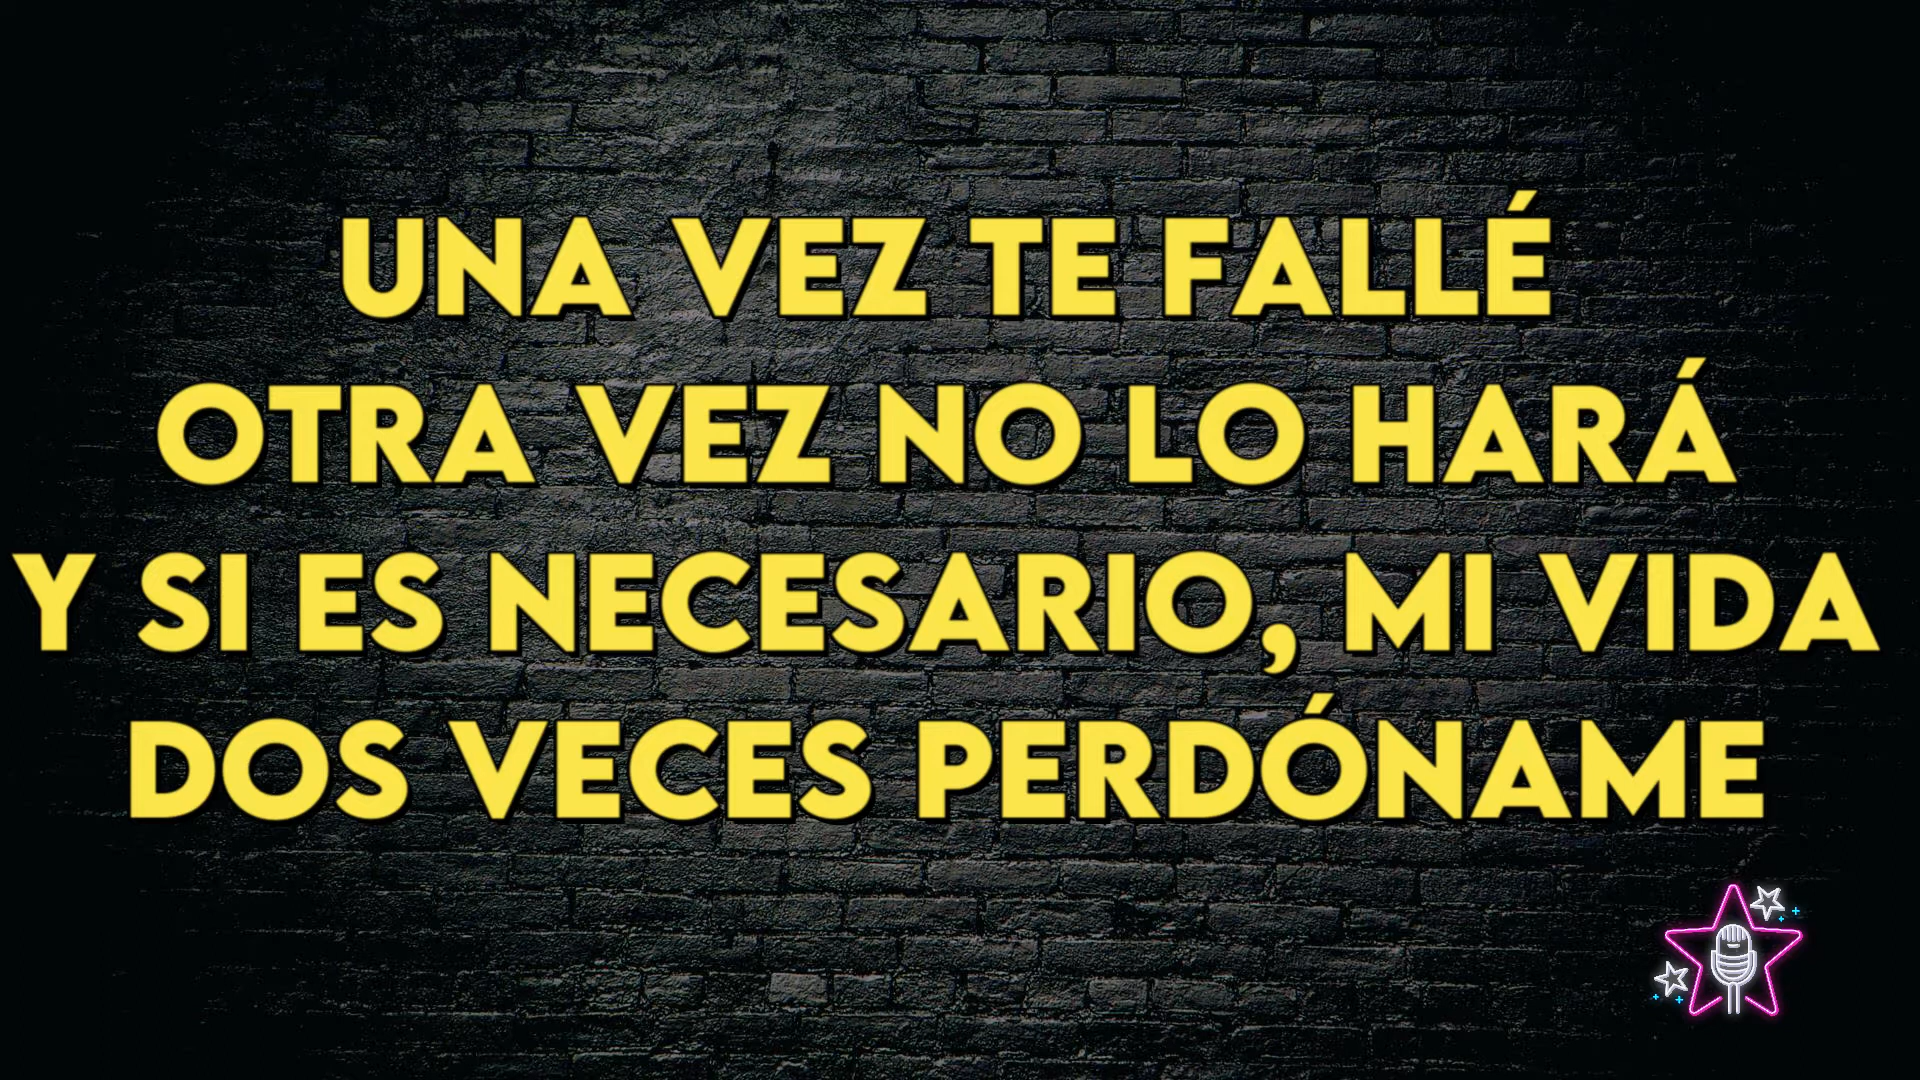 UNA VEZ TE FALLÉ
OTRA VEZ NO LO HARÁ
Y SI ES NECESARIO, MI VIDA
DOS VECES PERDÓNAME